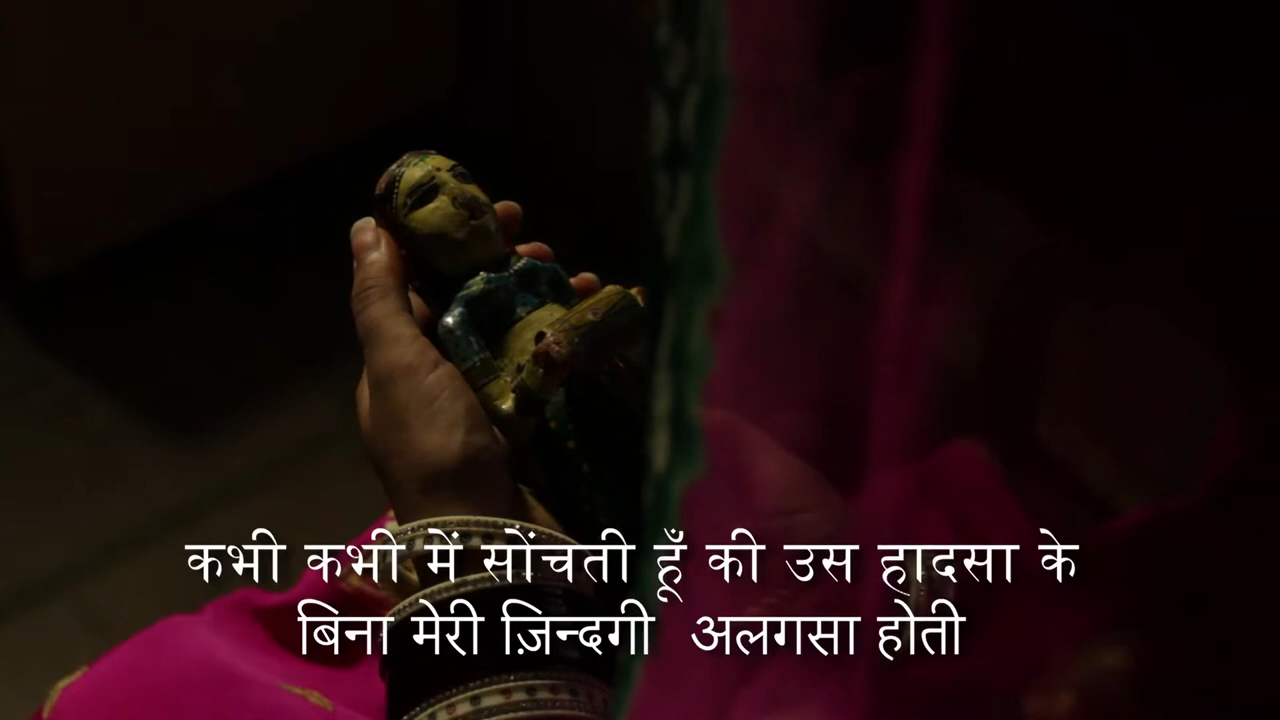 कभी कभी में सोंचती हूँ की उस हादसा के
बिना मेरी ज़िन्दगी  अलगसा होती